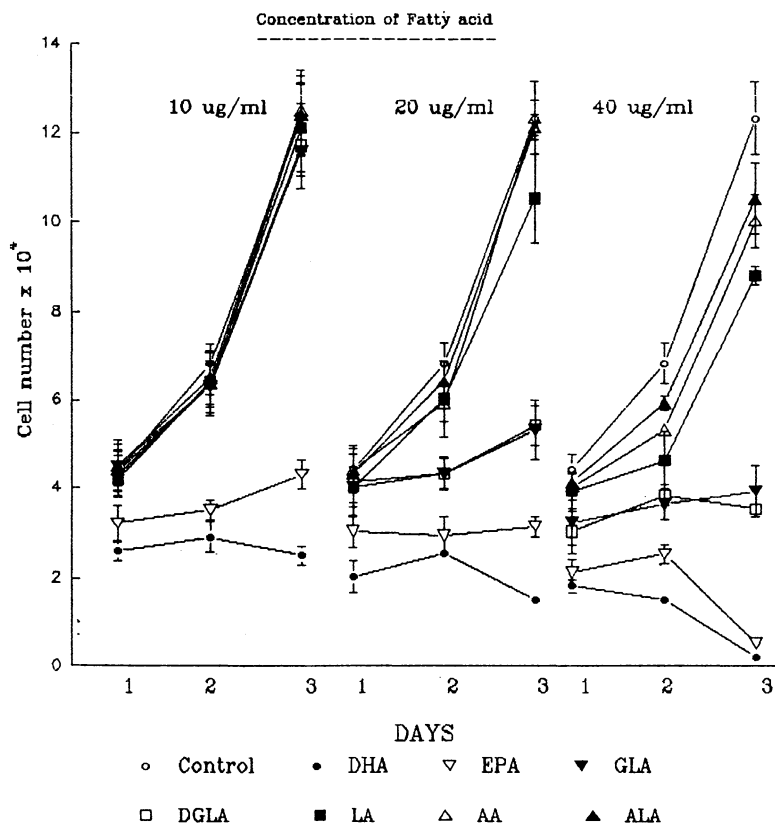 Concentration of Fatty acid
14
12
10
8
6
4
2
0
Cell number x 10⁴
10 ug/ml
20 ug/ml
40 ug/ml
1 2 3 1 2 3 1 2 3
DAYS
Control DHA EPA GLA
DGLA LA AA ALA